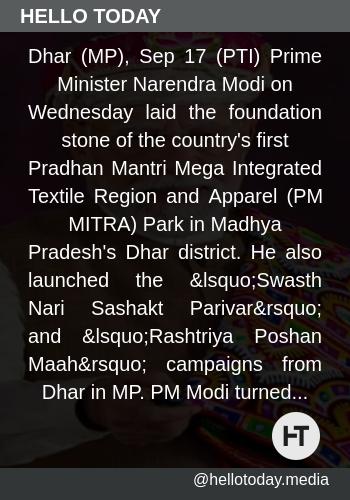 HELLO TODAY
Dhar (MP), Sep 17 (PTI) Prime
Minister Narendra Modi on
Wednesday laid the foundation
stone of the country's first
Pradhan Mantri Mega Integrated
Textile Region and Apparel (PM
MITRA) Park in Madhya
Pradesh's Dhar district. He also
launched the &lsquo;Swasth
Nari Sashakt Parivar&rsquo;
and &lsquo;Rashtriya Poshan
Maah&rsquo; campaigns from
Dhar in MP. PM Modi turned...
HT
@hellotoday.media